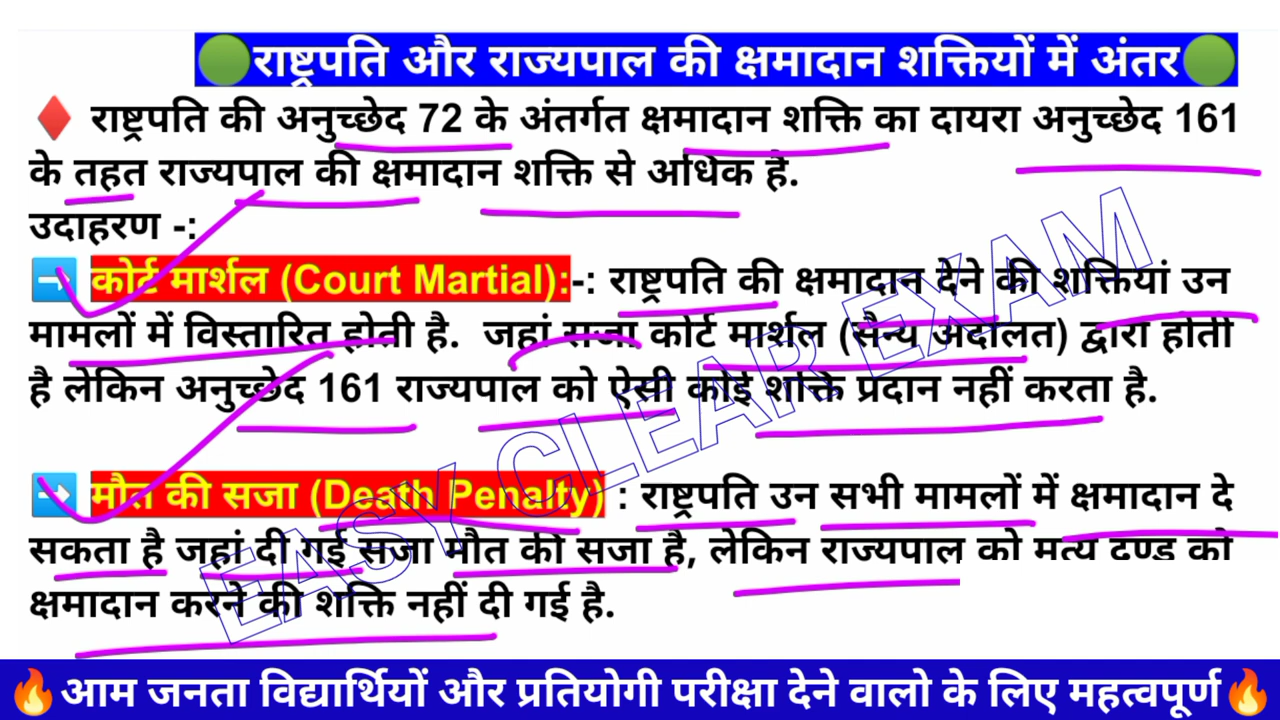 राष्ट्रपति और राज्यपाल की क्षमादान शक्तियों में अंतर
राष्ट्रपति की अनुच्छेद 72 के अंतर्गत क्षमादान शक्ति का दायरा अनुच्छेद 161
के तहत राज्यपाल की क्षमादान शक्ति से अधिक है.
उदाहरण -:
कोर्ट मार्शल (Court Martial):-: राष्ट्रपति की क्षमादान देने की शक्तियां उन
मामलों में विस्तारित होती है. जहां सजा कोर्ट मार्शल (सैन्य अदालत) द्वारा होती
है लेकिन अनुच्छेद 161 राज्यपाल को ऐसी कोई शक्ति प्रदान नहीं करता है.
मौत की सजा (Death Penalty) : राष्ट्रपति उन सभी मामलों में क्षमादान दे
सकता है जहां दी गई सजा मौत की सजा है, लेकिन राज्यपाल को मृत्यु दण्ड को
क्षमादान करने की शक्ति नहीं दी गई है.
EASY CLEAR EXAM
आम जनता विद्यार्थियों और प्रतियोगी परीक्षा देने वालो के लिए महत्वपूर्ण